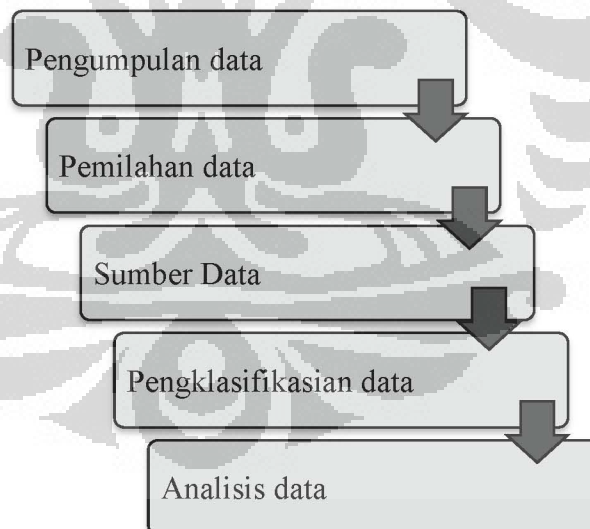 Pengumpulan data
Pemilahan data
Sumber Data
Pengklasifikasian data
Analisis data